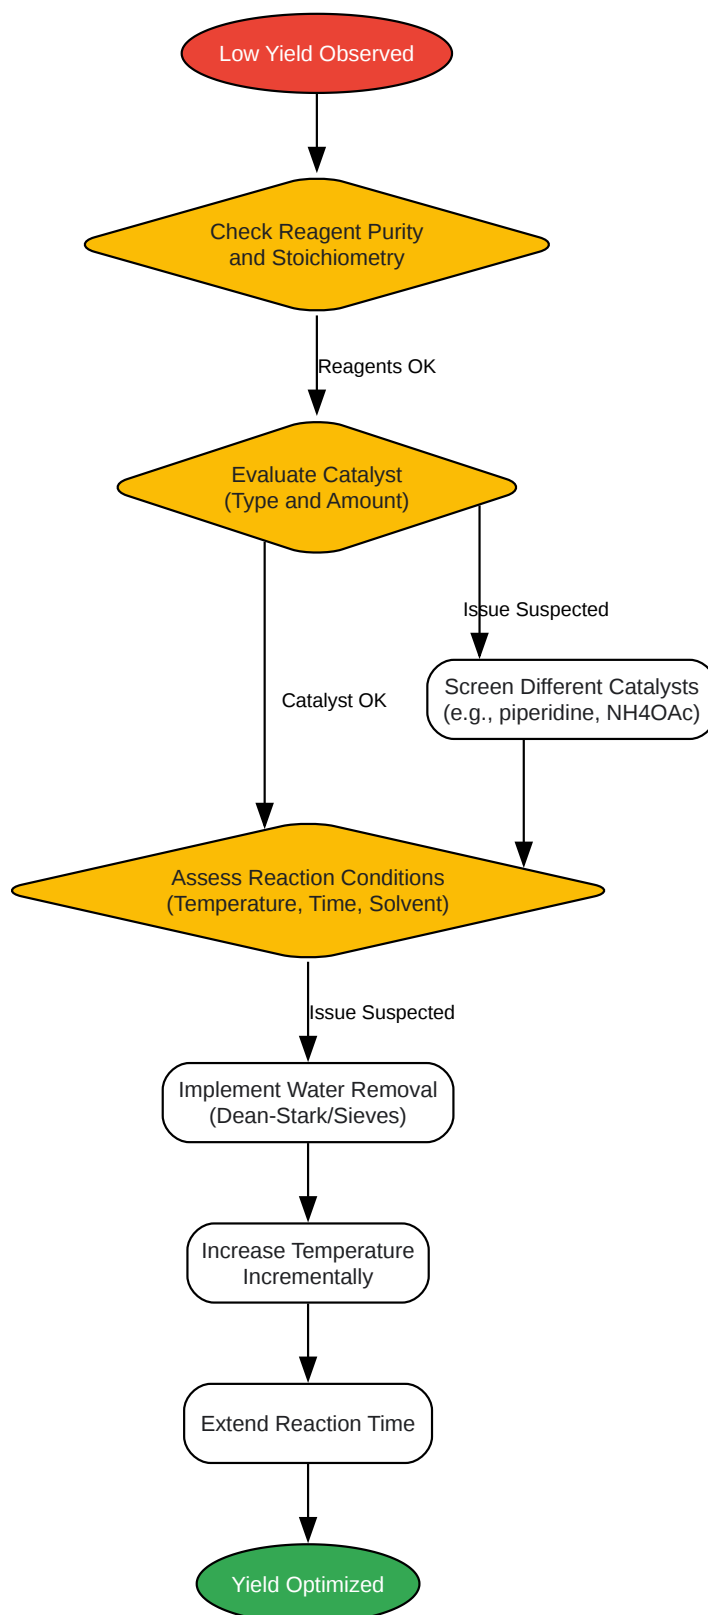 Low Yield Observed
Check Reagent Purity
and Stoichiometry
Reagents OK
Evaluate Catalyst
(Type and Amount)
Issue Suspected
Screen Different Catalysts
(e.g., piperidine, NH4OAc)
Catalyst OK
Assess Reaction Conditions
(Temperature, Time, Solvent)
Issue Suspected
Implement Water Removal
(Dean-Stark/Sieves)
Increase Temperature
Incrementally
Extend Reaction Time
Yield Optimized